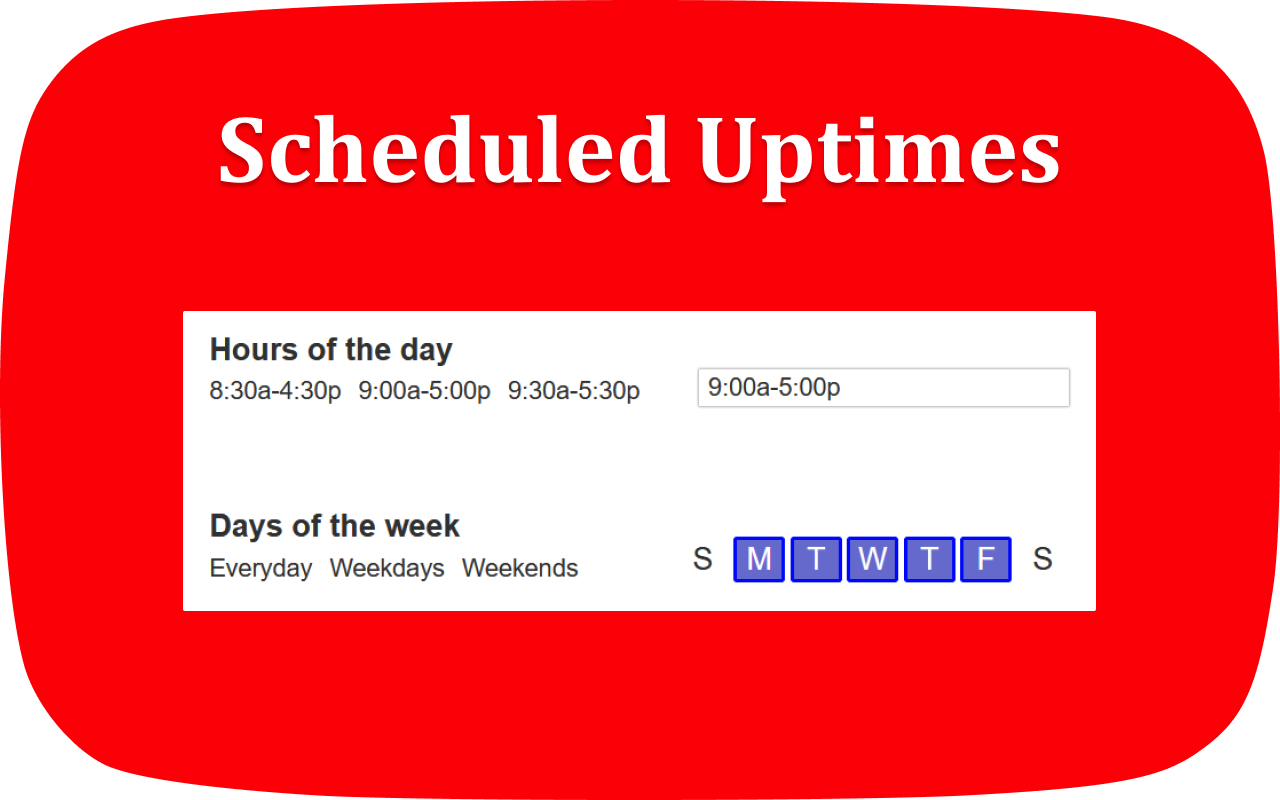 Scheduled Uptimes
Hours of the day
8:30a-4:30p 9:00a-5:00p 9:30a-5:30p
9:00a-5:00p
Days of the week
Everyday Weekdays Weekends
S M T W T F S